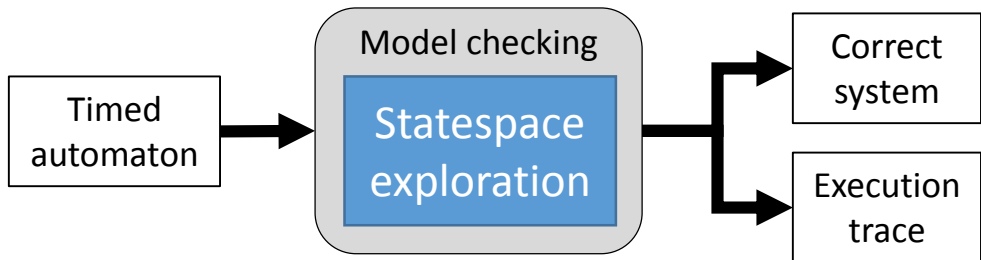 Timed
automaton
Model checking
Statespace
exploration
Correct
system
Execution
trace